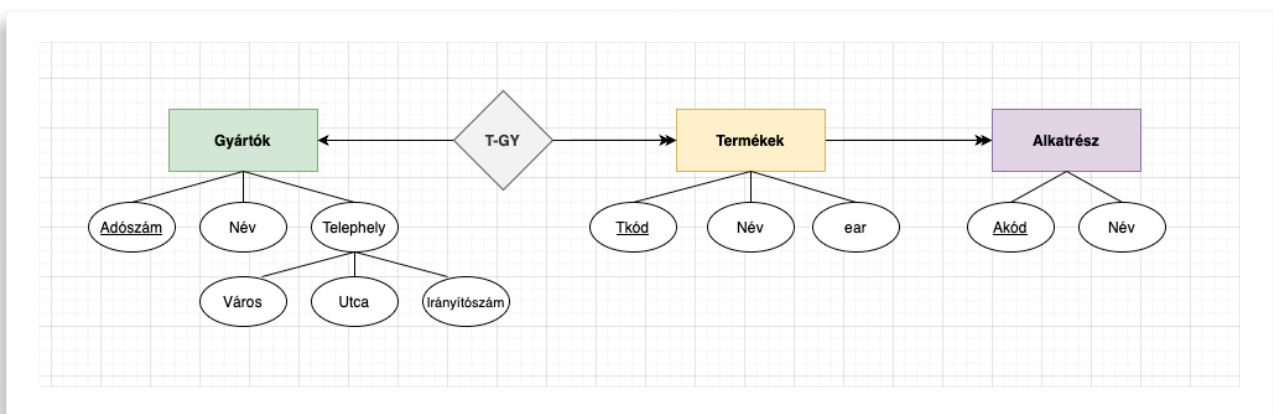 Gyártók
T-GY
Termékek
Alkatrész
Adószám
Név
Telephely
Tkód
Név
ear
Akód
Név
Város
Utca
Irányítószám